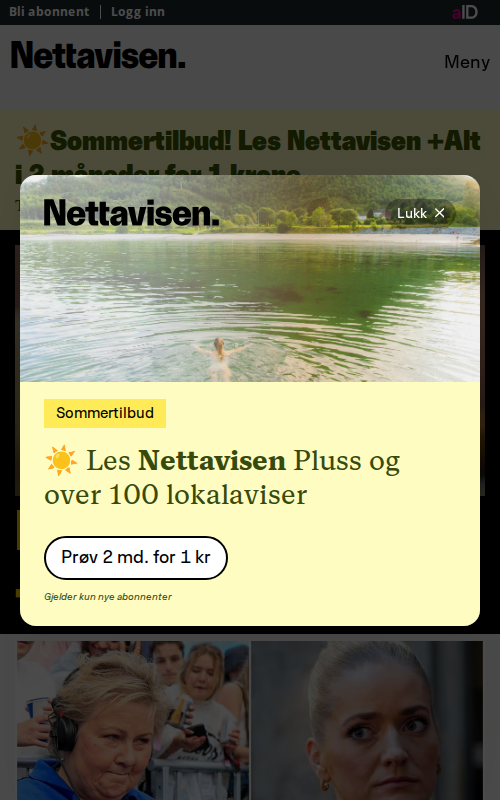 Bli abonnent | Logg inn
aID
Nettavisen.
Meny
Sommertilbud! Les Nettavisen +Alt
i 2 måneder for 1 krone
Nettavisen.
Lukk ✕
Sommertilbud
Les Nettavisen Pluss og
over 100 lokalaviser
Prøv 2 md. for 1 kr
Gjelder kun nye abonnenter